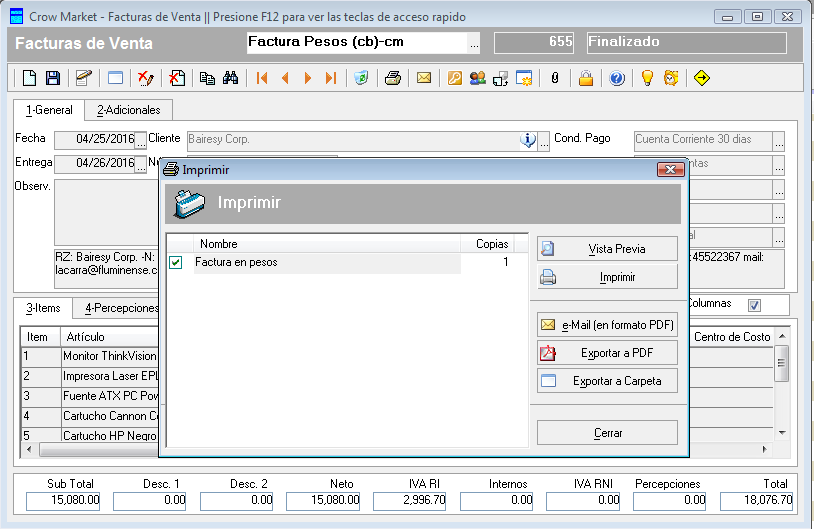 Crow Market - Facturas de Venta || Presione F12 para ver las teclas de acceso rapido
Facturas de Venta
Factura Pesos (cb)-cm ...
655
Finalizado
1-General
2-Adicionales
Fecha 04/25/2016 ... Cliente Bairesy Corp. ... Cond. Pago Cuenta Corriente 30 dias ...
Entrega 04/26/2016 ... ntas ...
Observ.
...
...
al ...
RZ: Bairesy Corp. -N: :45522367 mail:
lacarra@fluminense.c
Imprimir
Imprimir
Nombre Copias
Factura en pesos 1
Vista Previa
Imprimir
e-Mail (en formato PDF)
Exportar a PDF
Exportar a Carpeta
Cerrar
3-Items
4-Percepciones
olumnas
Item Artículo Centro de Costo
1 Monitor ThinkVision
2 Impresora Laser EPL
3 Fuente ATX PC Pow
4 Cartucho Cannon Co
5 Cartucho HP Negro
Sub Total Desc. 1 Desc. 2 Neto IVA RI Internos IVA RNI Percepciones Total
15,080.00 0.00 0.00 15,080.00 2,996.70 0.00 0.00 0.00 18,076.70